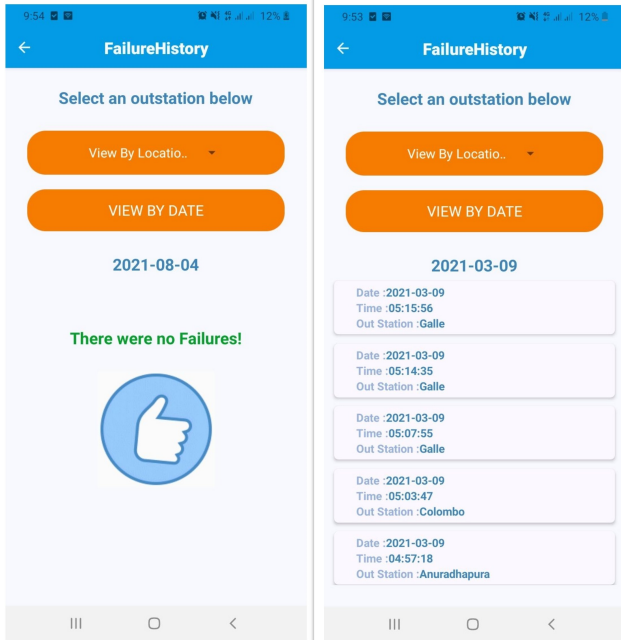 9:54 12%
FailureHistory
Select an outstation below
View By Locatio..
VIEW BY DATE
2021-08-04
There were no Failures!
9:53 12%
FailureHistory
Select an outstation below
View By Locatio..
VIEW BY DATE
2021-03-09
Date :2021-03-09
Time :05:15:56
Out Station :Galle
Date :2021-03-09
Time :05:14:35
Out Station :Galle
Date :2021-03-09
Time :05:07:55
Out Station :Galle
Date :2021-03-09
Time :05:03:47
Out Station :Colombo
Date :2021-03-09
Time :04:57:18
Out Station :Anuradhapura